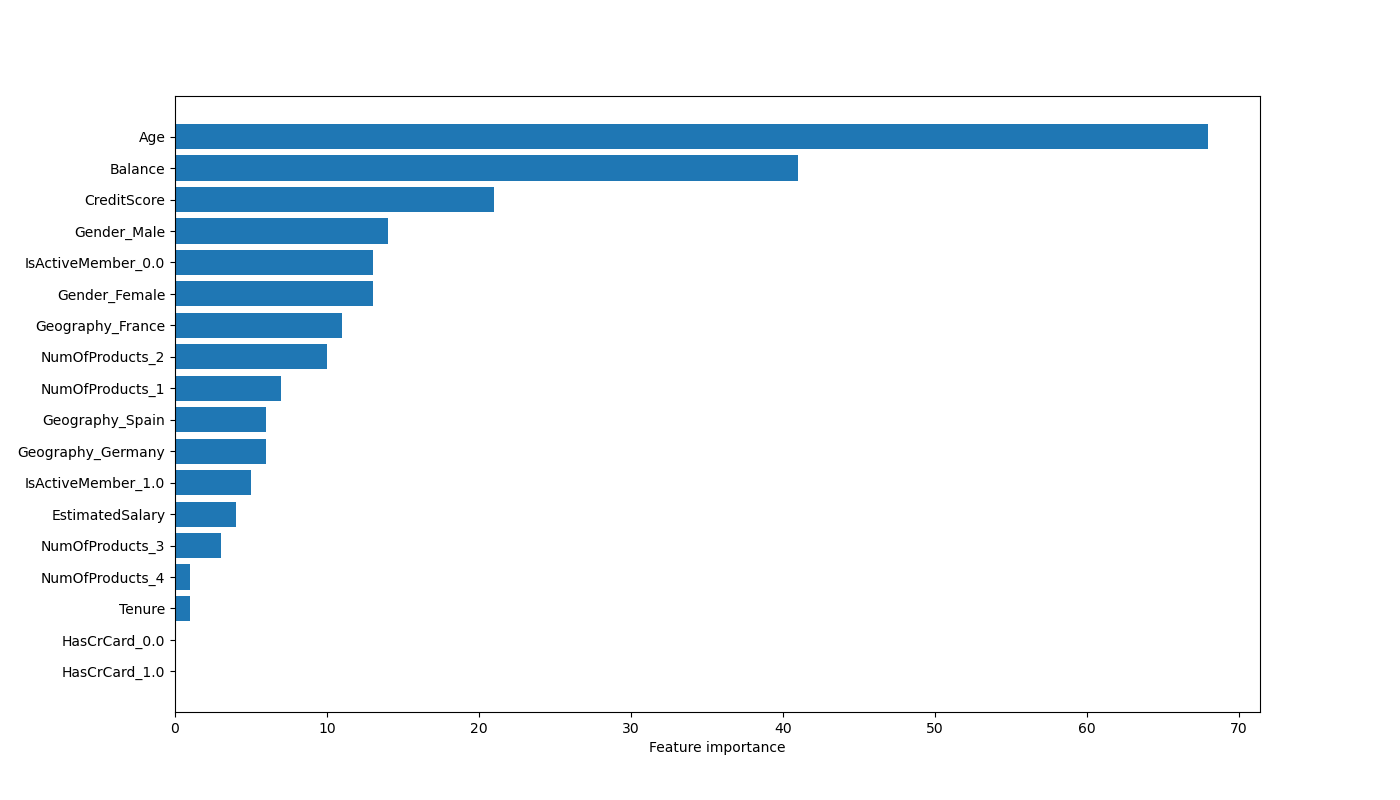 Age
Balance
CreditScore
Gender_Male
IsActiveMember_0.0
Gender_Female
Geography_France
NumOfProducts_2
NumOfProducts_1
Geography_Spain
Geography_Germany
IsActiveMember_1.0
EstimatedSalary
NumOfProducts_3
NumOfProducts_4
Tenure
HasCrCard_0.0
HasCrCard_1.0
0 10 20 30 40 50 60 70
Feature importance